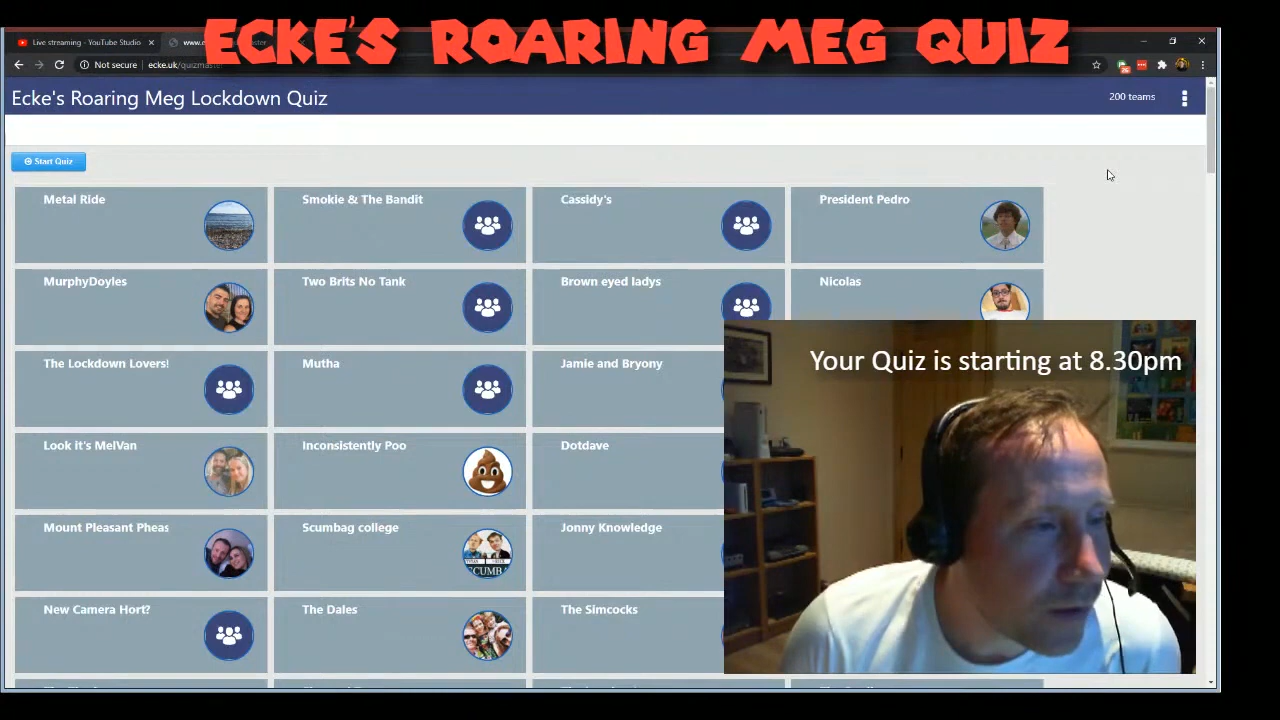 ECKE'S ROARING MEG QUIZ
Live streaming - YouTube Studio
Not secure
ecke.uk/quizmaster
Ecke's Roaring Meg Lockdown Quiz
200 teams
Start Quiz
Metal Ride
Smokie & The Bandit
Cassidy's
President Pedro
MurphyDoyles
Two Brits No Tank
Brown eyed ladys
Nicolas
The Lockdown Lovers!
Mutha
Jamie and Bryony
Your Quiz is starting at 8.30pm
Look it's MelVan
Inconsistently Poo
Dotdave
Mount Pleasant Pheas
Scumbag college
Jonny Knowledge
New Camera Hort?
The Dales
The Simcocks